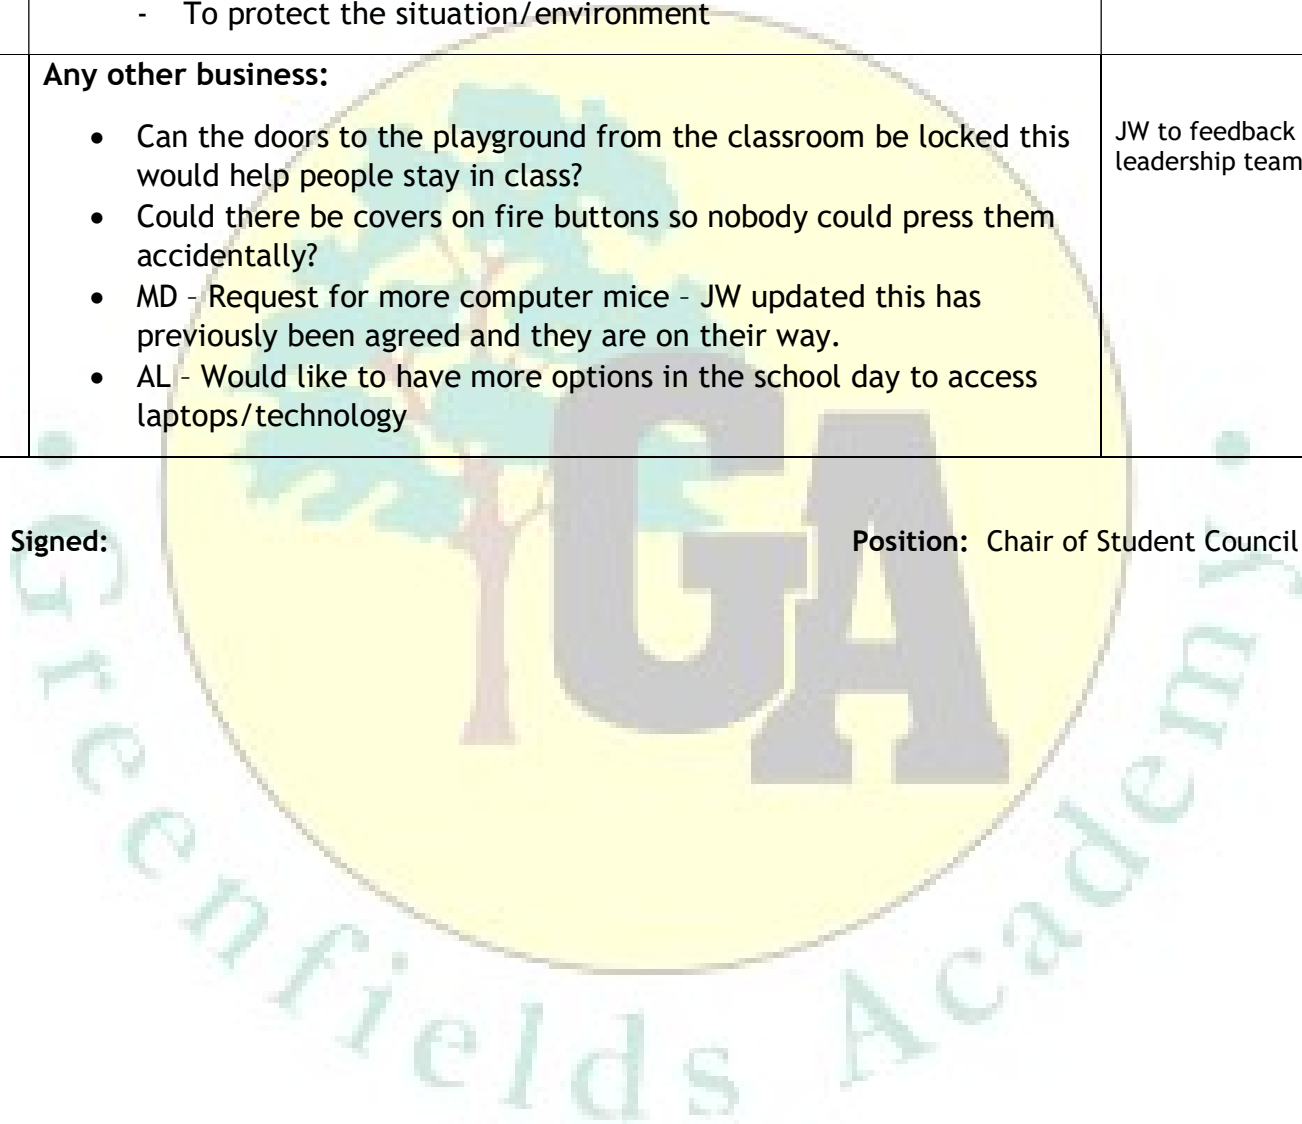 - To protect the situation/environment
Any other business:
• Can the doors to the playground from the classroom be locked this
would help people stay in class?
• Could there be covers on fire buttons so nobody could press them
accidentally?
• MD – Request for more computer mice – JW updated this has
previously been agreed and they are on their way.
• AL – Would like to have more options in the school day to access
laptops/technology
JW to feedback
leadership team
Signed:
Position: Chair of Student Council
GA
• Greenfields Academy •